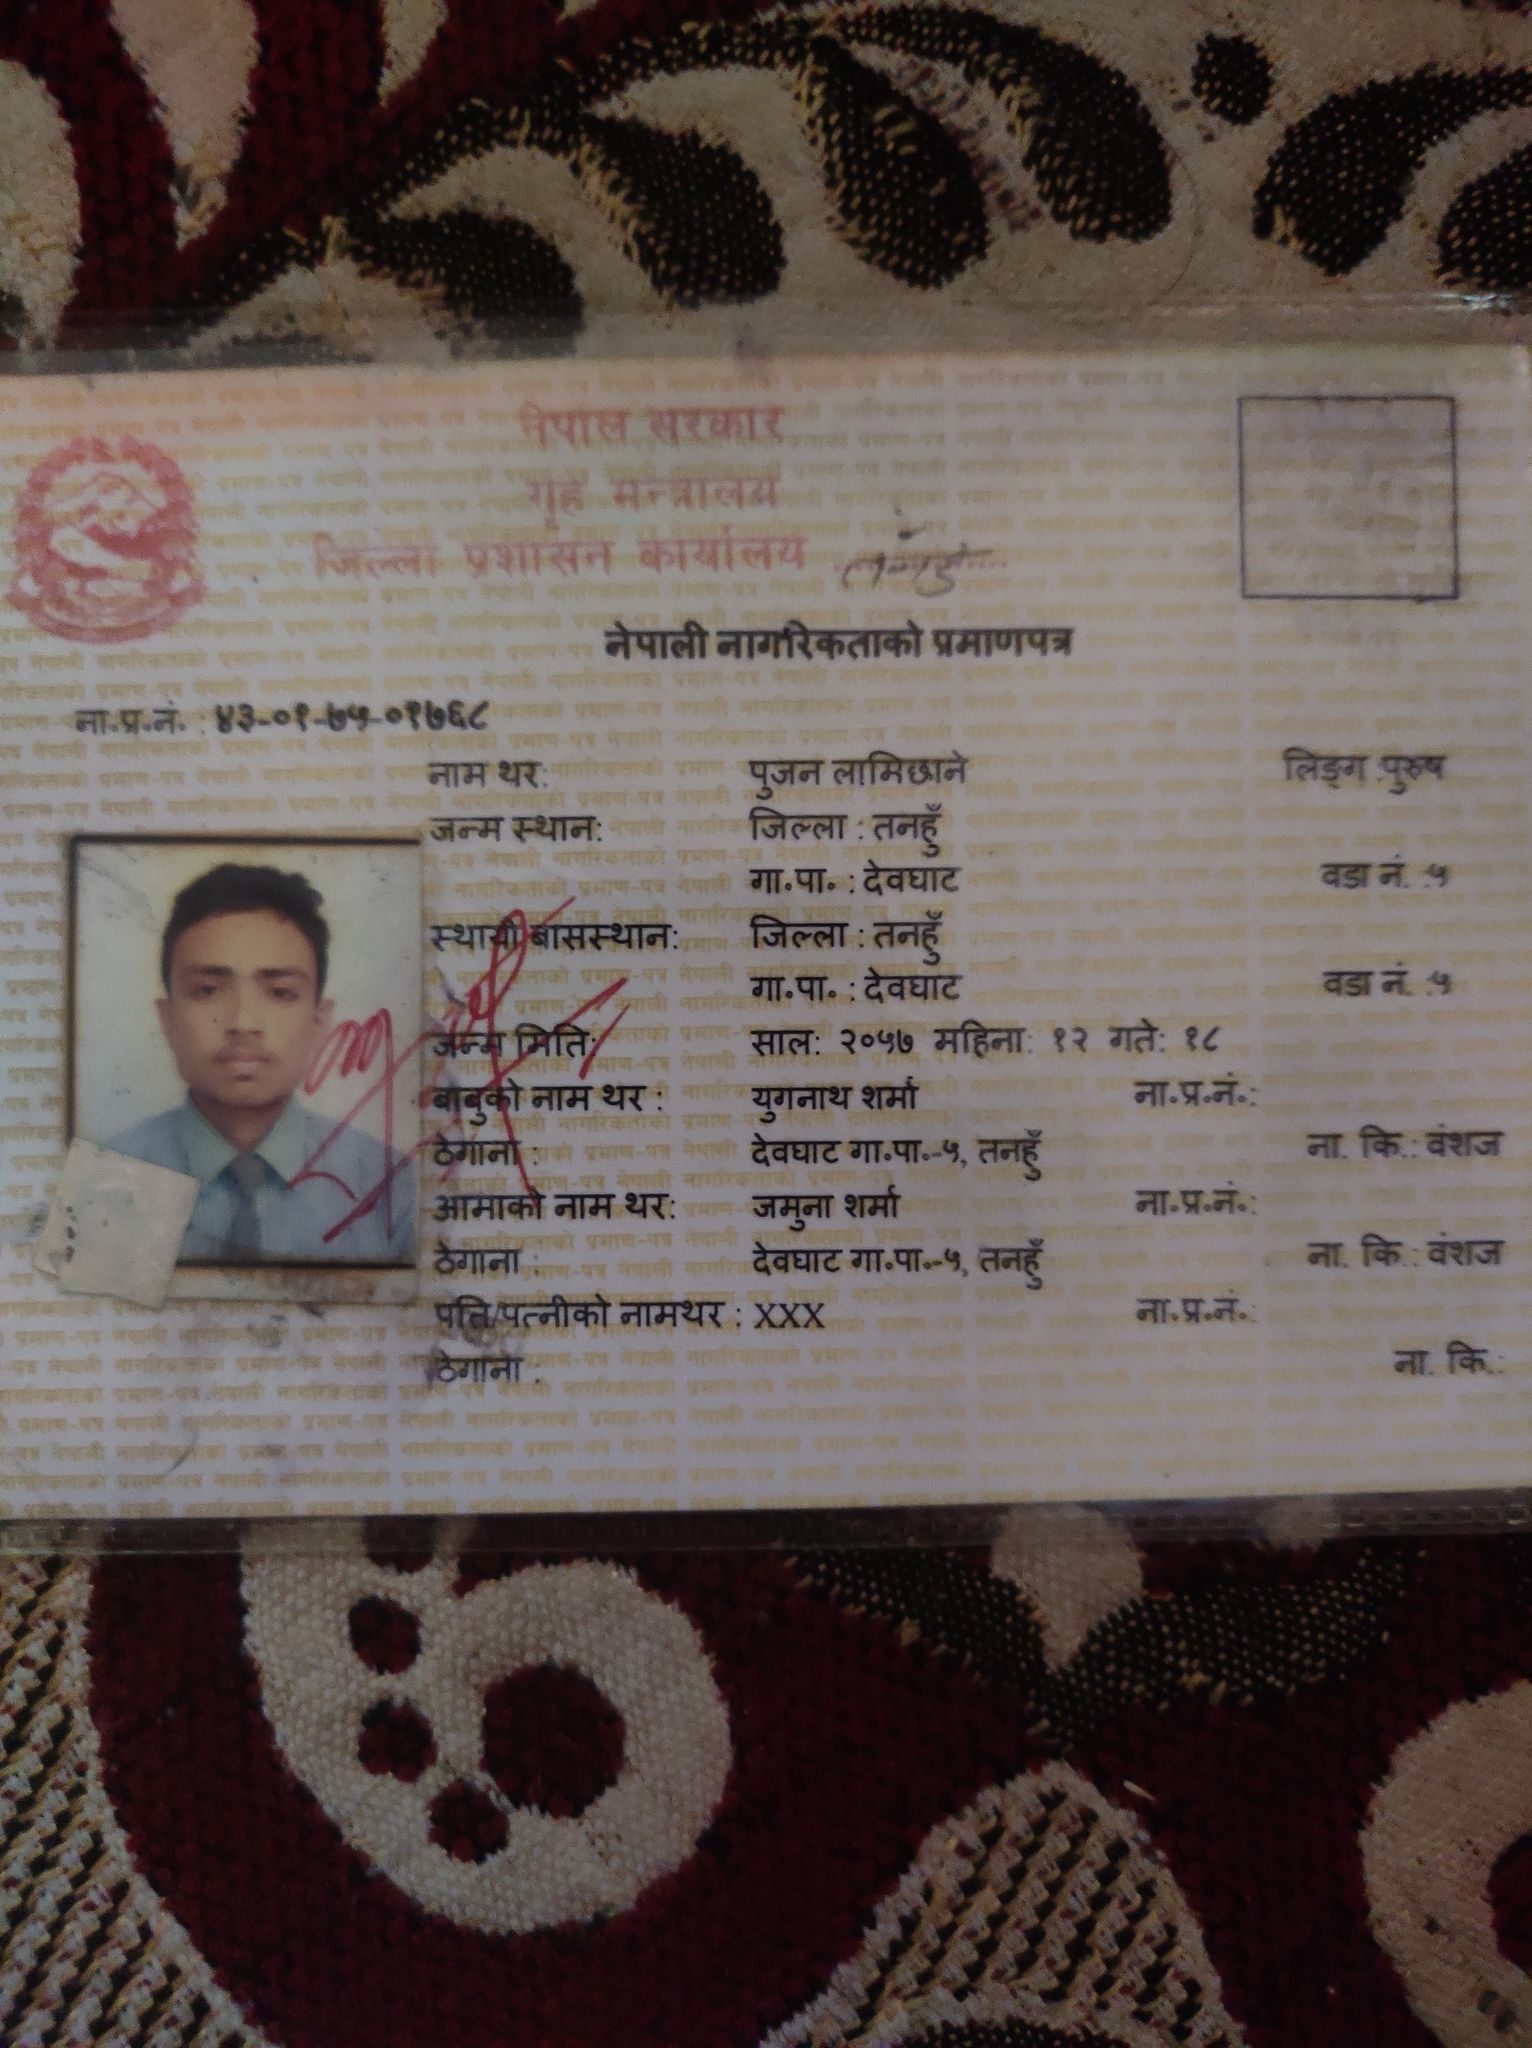 नेपाल सरकार
गृह मन्त्रालय
जिल्ला प्रशासन कार्यालय तनहुँ
नेपाली नागरिकताको प्रमाणपत्र
ना.प्र.नं. : ४३-०१-७५-०१७६८
नाम थर: पुजन लामिछाने लिङ्ग पुरुष
जन्म स्थान: जिल्ला : तनहुँ
गा.पा. : देवघाट वडा नं. :५
स्थायी बासस्थान: जिल्ला : तनहुँ
गा.पा. : देवघाट वडा नं. :५
जन्म मिति: साल: २०५७ महिना: १२ गते: १८
बाबुको नाम थर : युगनाथ शर्मा ना.प्र.नं.:
ठेगाना : देवघाट गा.पा.-५, तनहुँ ना. कि.: वंशज
आमाको नाम थर: जमुना शर्मा ना.प्र.नं.:
ठेगाना : देवघाट गा.पा.-५, तनहुँ ना. कि.: वंशज
पति/पत्नीको नामथर : XXX ना.प्र.नं.:
ठेगाना : ना. कि.: